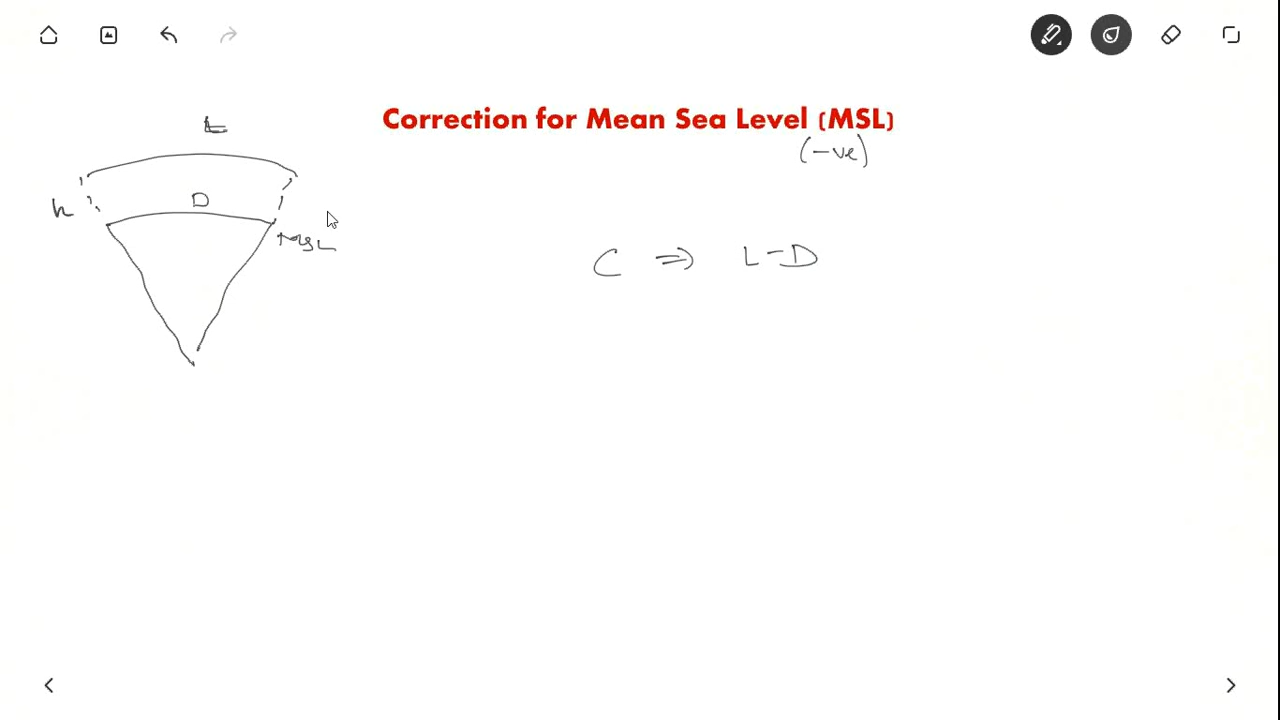 Correction for Mean Sea Level (MSL)
(-ve)
L
D
h
MSL
C ⇒ L-D